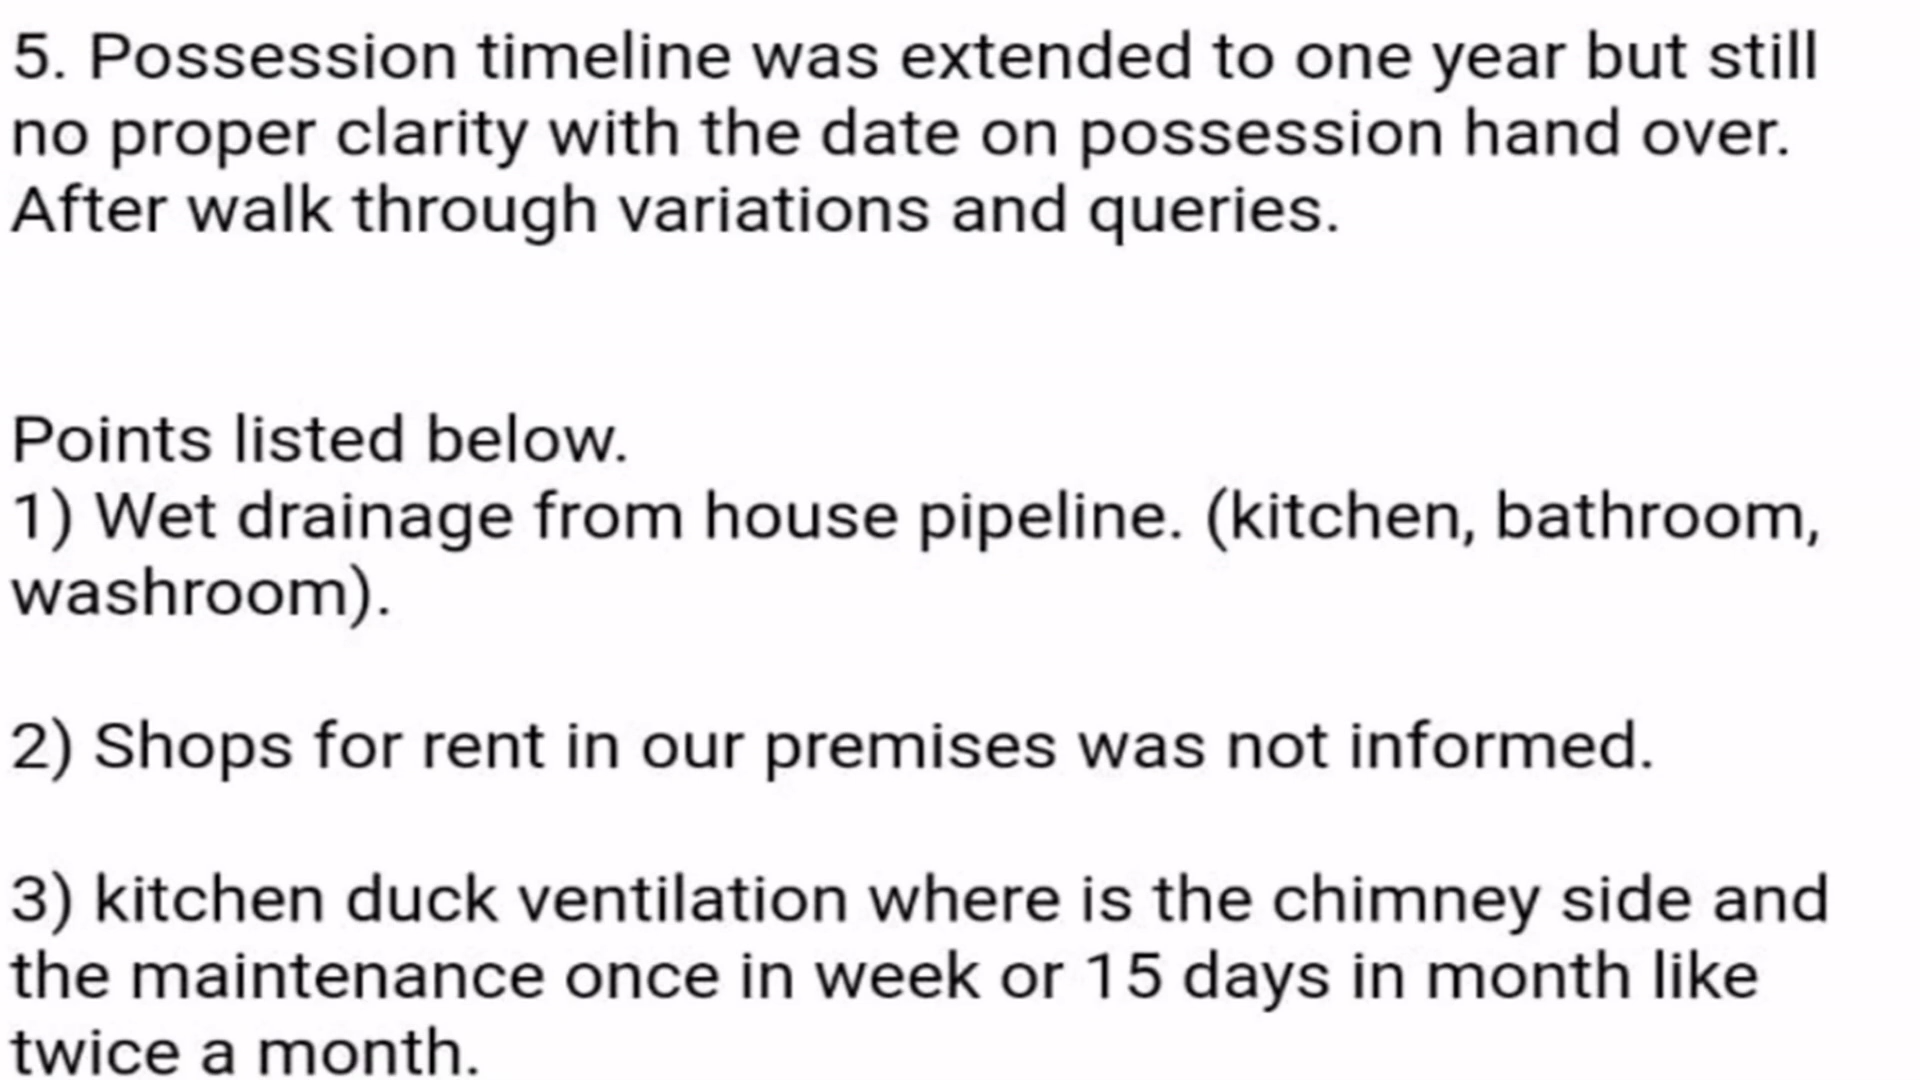 5. Possession timeline was extended to one year but still
no proper clarity with the date on possession hand over.
After walk through variations and queries.
Points listed below.
1) Wet drainage from house pipeline. (kitchen, bathroom,
washroom).
2) Shops for rent in our premises was not informed.
3) kitchen duck ventilation where is the chimney side and
the maintenance once in week or 15 days in month like
twice a month.